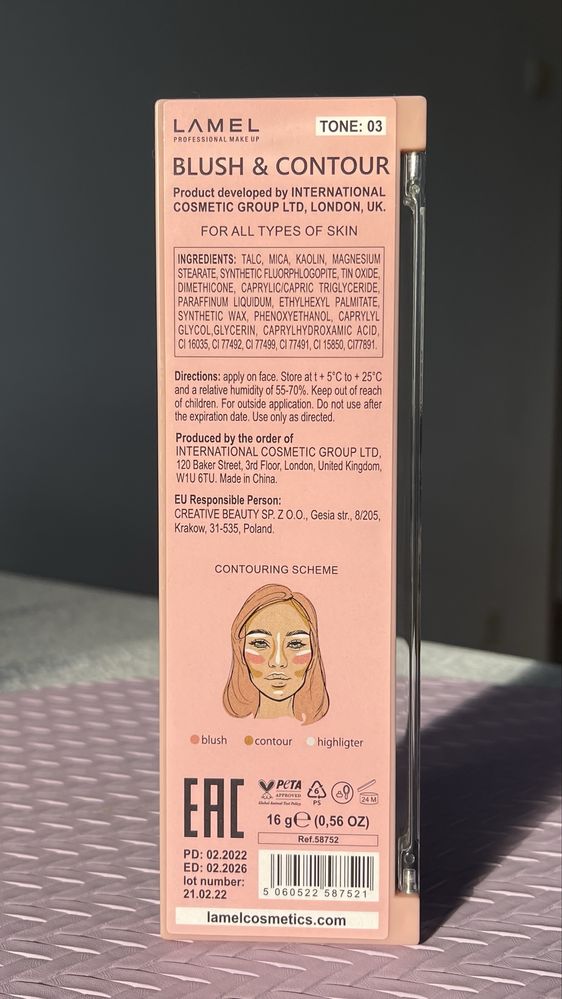 LAMEL
PROFESSIONAL MAKE UP
TONE: 03
BLUSH & CONTOUR
Product developed by INTERNATIONAL
COSMETIC GROUP LTD, LONDON, UK.
FOR ALL TYPES OF SKIN
INGREDIENTS: TALC, MICA, KAOLIN, MAGNESIUM
STEARATE, SYNTHETIC FLUORPHLOGOPITE, TIN OXIDE,
DIMETHICONE, CAPRYLIC/CAPRIC TRIGLYCERIDE,
PARAFFINUM LIQUIDUM, ETHYLHEXYL PALMITATE,
SYNTHETIC WAX, PHENOXYETHANOL, CAPRYLYL
GLYCOL,GLYCERIN, CAPRYLHYDROXAMIC ACID,
CI 16035, CI 77492, CI 77499, CI 77491, CI 15850, CI77891.
Directions: apply on face. Store at t + 5°C to + 25°C
and a relative humidity of 55-70%. Keep out of reach
of children. For outside application. Do not use after
the expiration date. Use only as directed.
Produced by the order of
INTERNATIONAL COSMETIC GROUP LTD,
120 Baker Street, 3rd Floor, London, United Kingdom,
W1U 6TU. Made in China.
EU Responsible Person:
CREATIVE BEAUTY SP. Z O.O., Gesia str., 8/205,
Krakow, 31-535, Poland.
CONTOURING SCHEME
blush contour highligter
EAC
PETA
APPROVED
Global Animal Test Policy
6
PS
24 M
16 g e (0,56 OZ)
Ref.58752
PD: 02.2022
ED: 02.2026
lot number:
21.02.22
5 060522 587521
lamelcosmetics.com